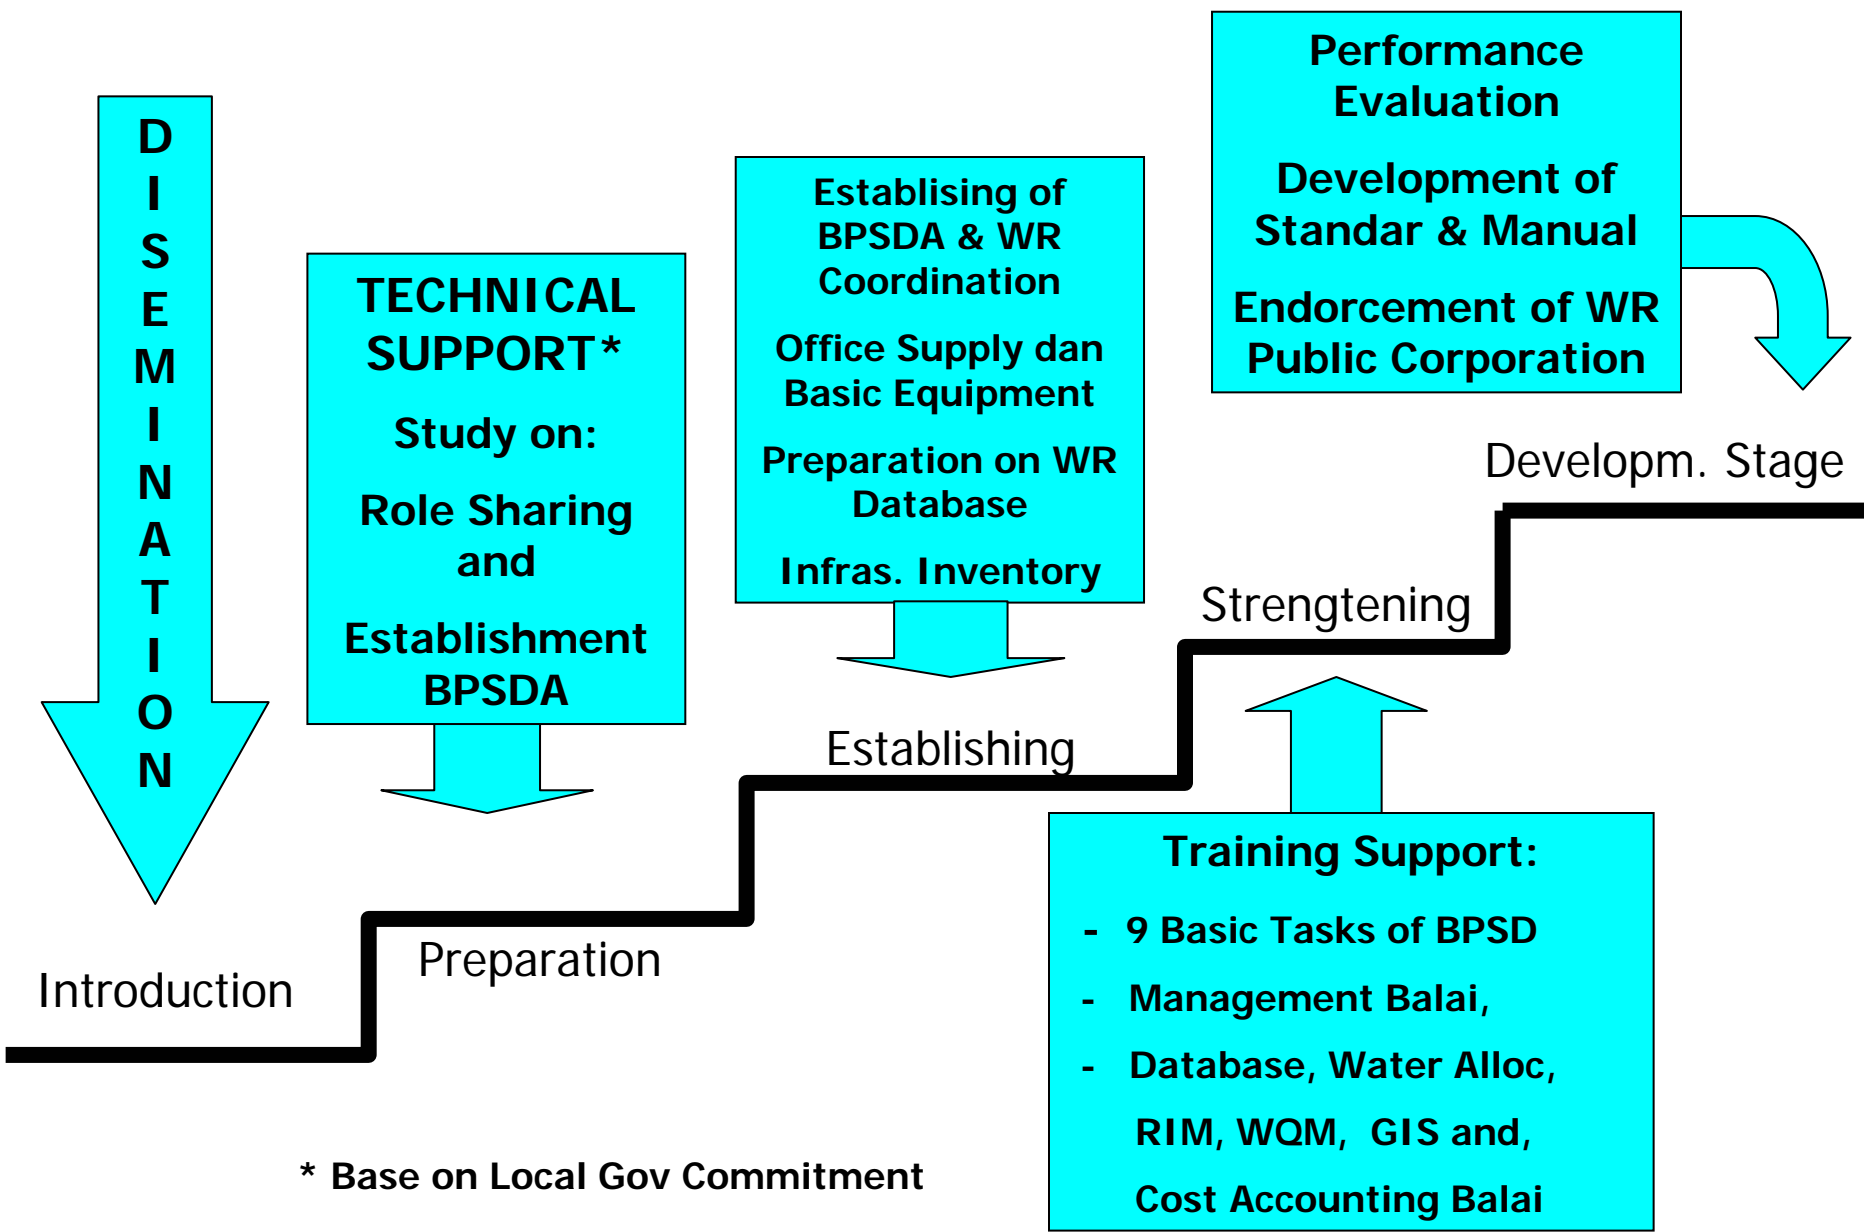 DISEMINATION
Introduction
TECHNICAL
SUPPORT*
Study on:
Role Sharing
and
Establishment
BPSDA
Preparation
Establising of
BPSDA & WR
Coordination
Office Supply dan
Basic Equipment
Preparation on WR
Database
Infras. Inventory
Establishing
Performance
Evaluation
Development of
Standar & Manual
Endorcement of WR
Public Corporation
Developm. Stage
Strengtening
Training Support:
- 9 Basic Tasks of BPSD
- Management Balai,
- Database, Water Alloc,
RIM, WQM, GIS and,
Cost Accounting Balai
* Base on Local Gov Commitment